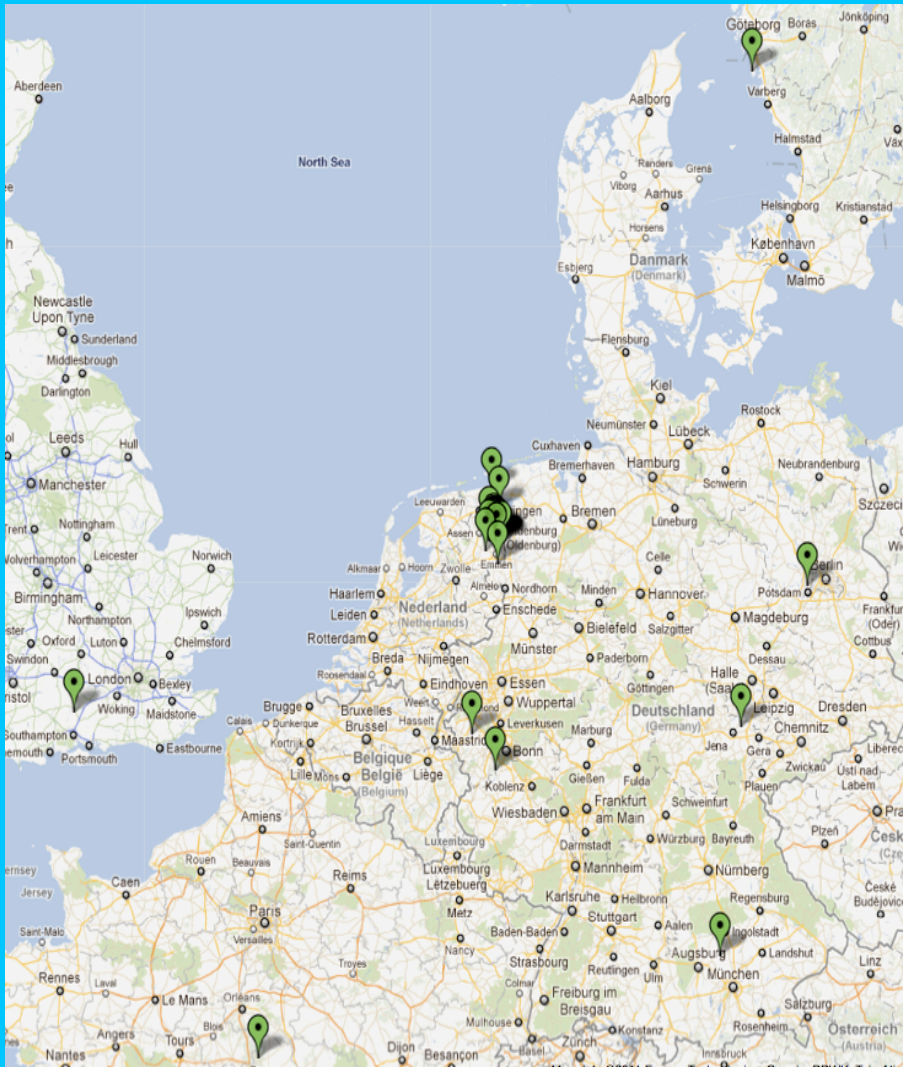 Göteborg
Borås
Jönköping
Aberdeen
Varberg
Aalborg
Halmstad
North Sea
Randers
Grenå
Viborg
Aarhus
Helsingborg
Kristianstad
Horsens
København
Danmark
(Denmark)
Esbjerg
Malmö
Newcastle
Upon Tyne
Sunderland
Flensburg
Middlesbrough
Darlington
Kiel
Rostock
Neumünster
Lübeck
Leeds
Hull
Cuxhaven
Bremerhaven
Hamburg
Schwerin
Neubrandenburg
Manchester
Leeuwarden
Lüneburg
Bremen
Assen
(Oldenburg)
Nottingham
Leicester
Norwich
Celle
Emmen
Berlin
Birmingham
Alkmaar
Hoorn
Zwolle
Almelo
Nordhorn
Minden
Hannover
Potsdam
Frankfurt
(Oder)
Haarlem
Northampton
Ipswich
Leiden
Nederland
(Netherlands)
Enschede
Bielefeld
Salzgitter
Magdeburg
Cottbus
Oxford
Luton
Chelmsford
Rotterdam
Münster
Dessau
Swindon
Breda
Nijmegen
Paderborn
Halle
London
Bexley
Roosendaal
Göttingen
Woking
Maidstone
Eindhoven
Essen
Leipzig
Brugge
Bruxelles
Brussel
Weert
Wuppertal
Deutschland
(Germany)
Dresden
Calais
Dunkerque
Hasselt
Leverkusen
Chemnitz
Southampton
Portsmouth
Eastbourne
Kortrijk
Bonn
Marburg
Jena
Gera
Zwickau
Belgique
België
(Belgium)
Lille
Mons
Liège
Gießen
Fulda
Plauen
Ústí nad
Labem
Koblenz
Amiens
Wiesbaden
Frankfurt
am Main
Schweinfurt
Saint-Quentin
Darmstadt
Würzburg
Bayreuth
Plzeň
Rouen
Beauvais
Luxembourg
Luxembourg
Lëtzebuerg
Mannheim
Nürnberg
Jersey
Caen
Reims
Karlsruhe
Heilbronn
Regensburg
České
Budějovice
Paris
Metz
Stuttgart
Aalen
Ingolstadt
Saint-Malo
Versailles
Nancy
Baden-Baden
Strasbourg
Augsburg
Landshut
Troyes
Reutlingen
Ulm
München
Linz
Rennes
Laval
Le Mans
Orléans
Colmar
Freiburg im
Breisgau
Salzburg
Blois
Mulhouse
Konstanz
Rosenheim
Österreich
(Austria)
Angers
Tours
Nantes
Dijon
Besançon
Basel
Zürich
Innsbruck